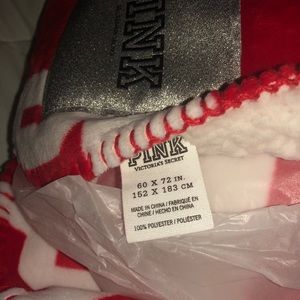 PINK
PINK
VICTORIA'S SECRET
60 X 72 IN.
152 X 183 CM
MADE IN CHINA / FABRIQUÉ EN
CHINE / HECHO EN CHINA
100% POLYESTER / POLYESTER